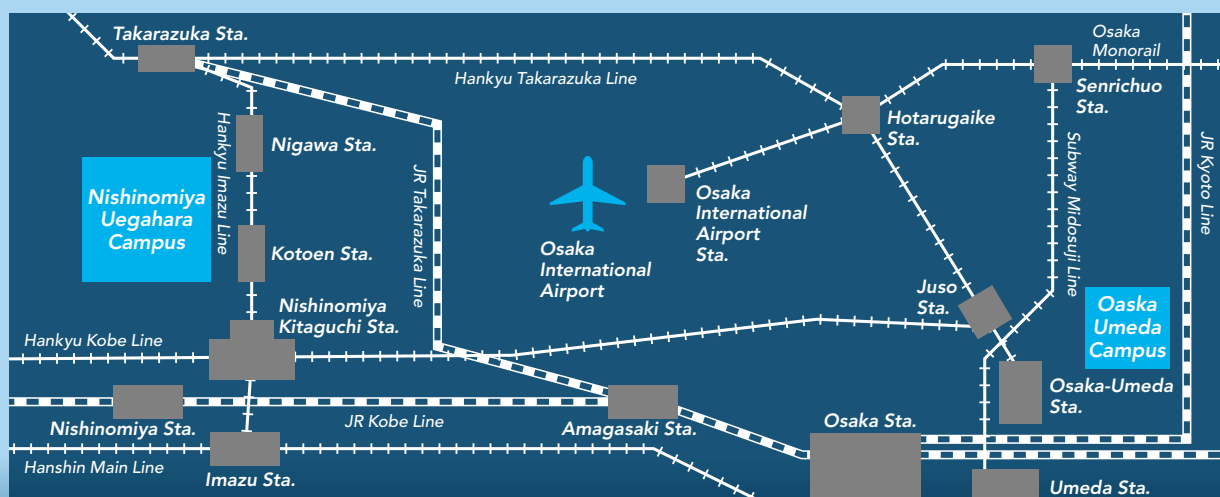 Takarazuka Sta.
Hankyu Takarazuka Line
Osaka
Monorail
Senrichuo
Sta.
Hotarugaike
Sta.
Nigawa Sta.
Hankyu Imazu Line
JR Takarazuka Line
Nishinomiya
Uegahara
Campus
Osaka
International
Airport
Sta.
Osaka
International
Airport
Subway Midosuji Line
JR Kyoto Line
Kotoen Sta.
Juso
Sta.
Oaska
Umeda
Campus
Nishinomiya
Kitaguchi Sta.
Hankyu Kobe Line
Osaka-Umeda
Sta.
Nishinomiya Sta.
JR Kobe Line
Amagasaki Sta.
Osaka Sta.
Hanshin Main Line
Imazu Sta.
Umeda Sta.